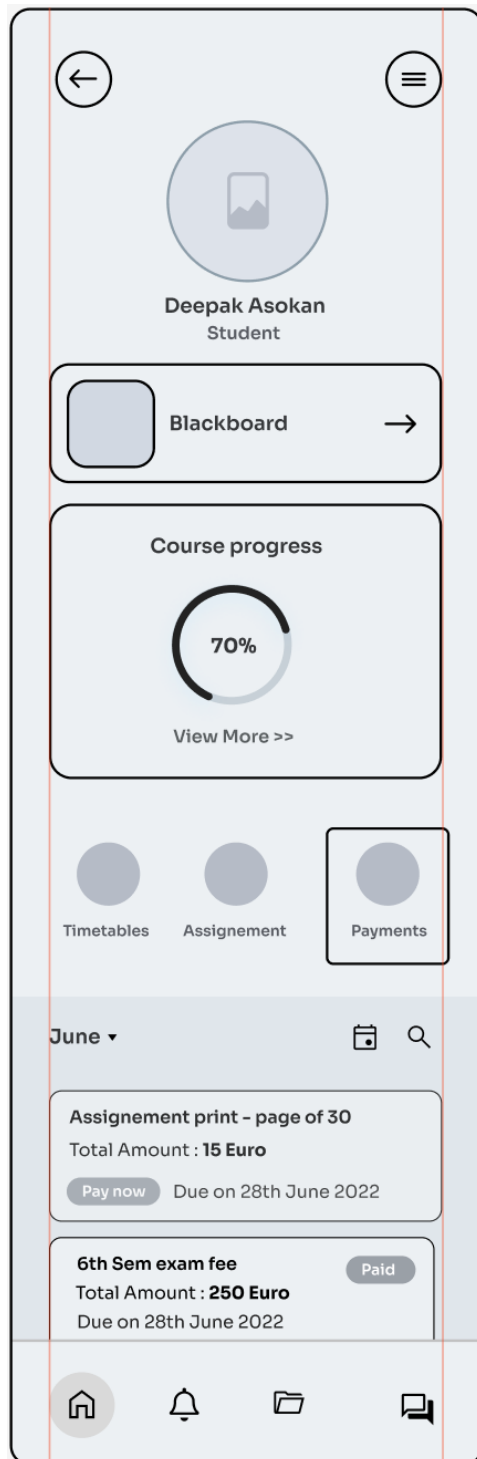 Deepak Asokan
Student
Blackboard
Course progress
70%
View More >>
Timetables
Assignement
Payments
June
Assignement print - page of 30
Total Amount : 15 Euro
Pay now
Due on 28th June 2022
6th Sem exam fee
Paid
Total Amount : 250 Euro
Due on 28th June 2022